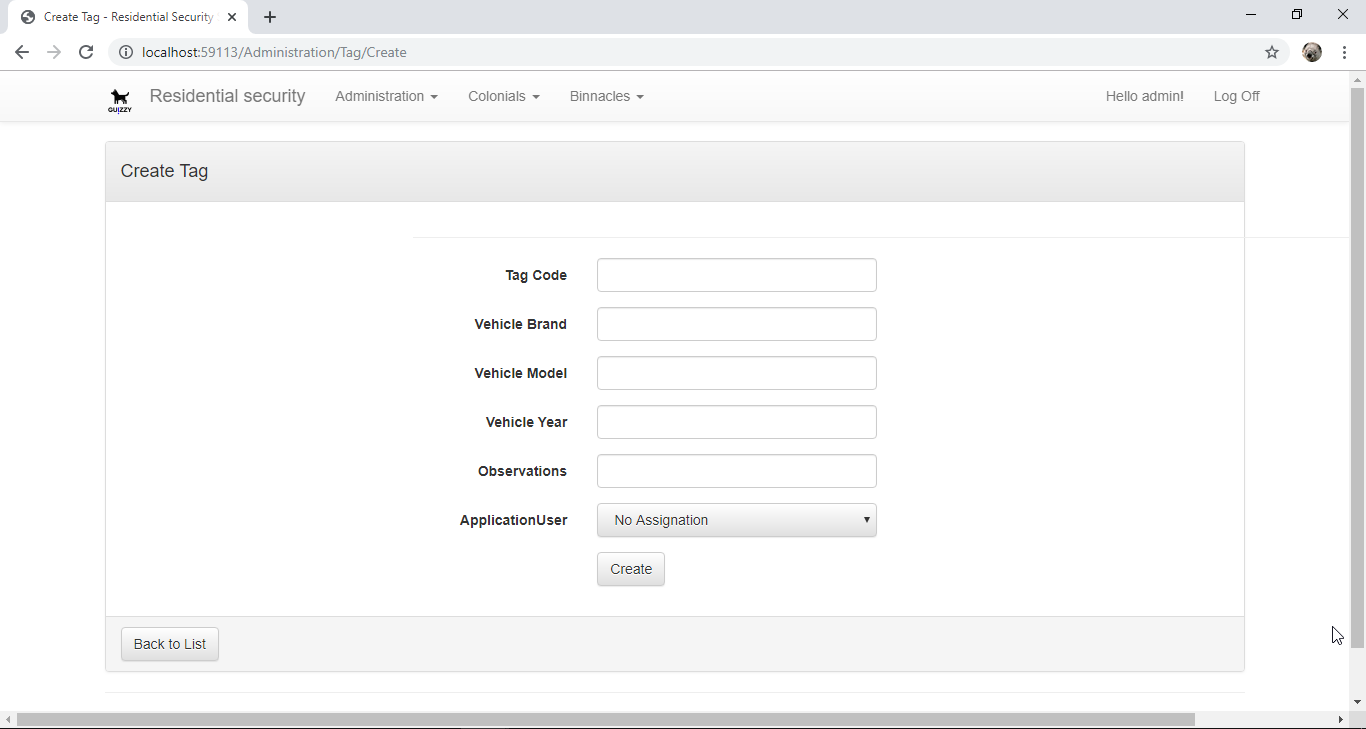 Create Tag - Residential Security
localhost:59113/Administration/Tag/Create
GUIZZY
Residential security
Administration
Colonials
Binnacles
Hello admin!
Log Off
Create Tag
Tag Code
Vehicle Brand
Vehicle Model
Vehicle Year
Observations
ApplicationUser
No Assignation
Create
Back to List